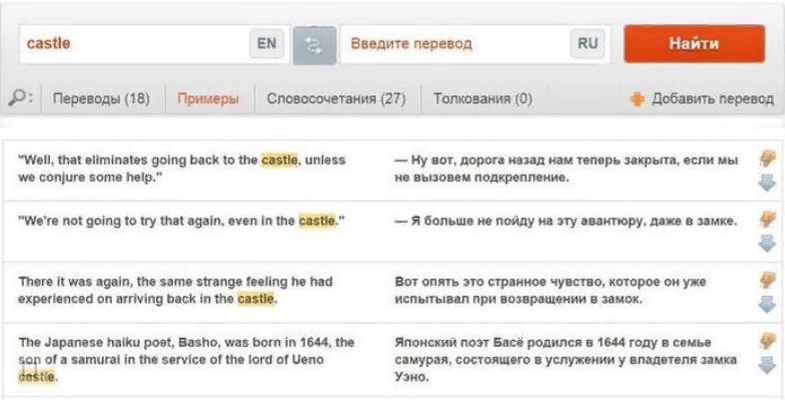 castle EN Введите перевод RU Найти
Переводы (18) Примеры Словосочетания (27) Толкования (0) Добавить перевод
"Well, that eliminates going back to the castle, unless
we conjure some help."
— Ну вот, дорога назад нам теперь закрыта, если мы
не вызовем подкрепление.
"We're not going to try that again, even in the castle."
— Я больше не пойду на эту авантюру, даже в замке.
There it was again, the same strange feeling he had
experienced on arriving back in the castle.
Вот опять это странное чувство, которое он уже
испытывал при возвращении в замок.
The Japanese haiku poet, Basho, was born in 1644, the
son of a samurai in the service of the lord of Ueno
castle.
Японский поэт Басё родился в 1644 году в семье
самурая, состоящего в услужении у владетеля замка
Уэно.